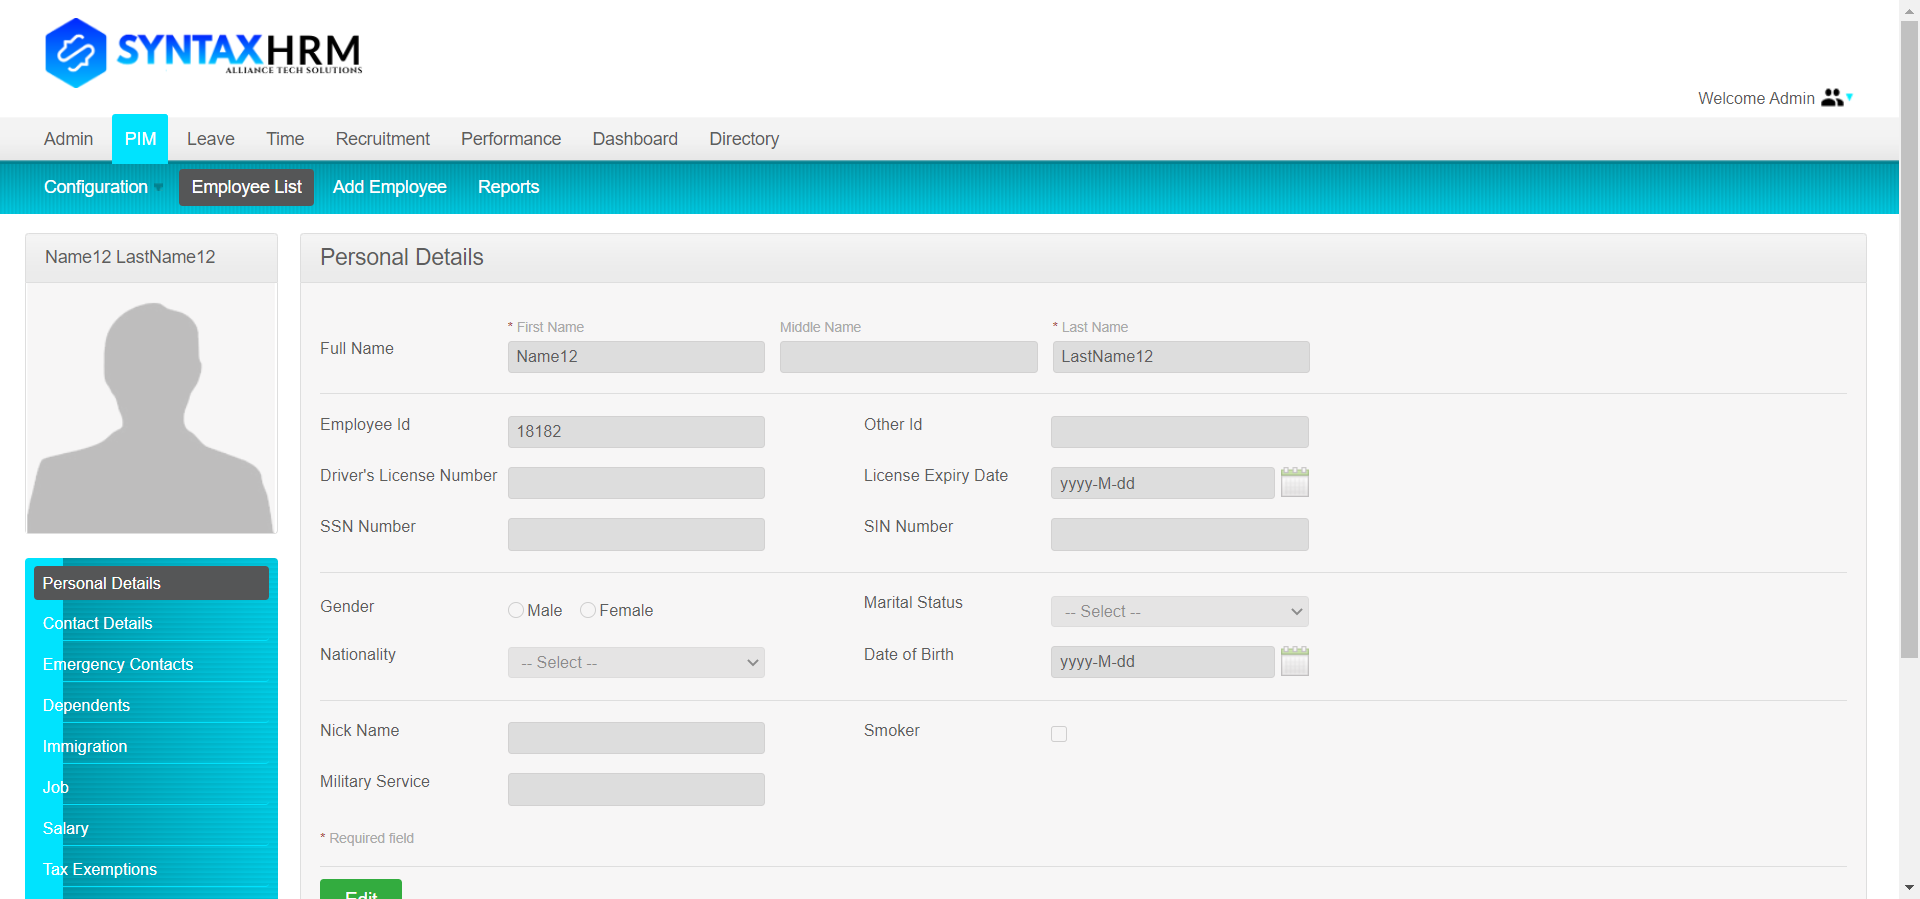 SYNTAXHRM
ALLIANCE TECH SOLUTIONS
Welcome Admin
Admin PIM Leave Time Recruitment Performance Dashboard Directory
Configuration Employee List Add Employee Reports
Name12 LastName12
Personal Details
* First Name Middle Name * Last Name
Full Name Name12 LastName12
Employee Id 18182 Other Id
Driver's License Number License Expiry Date yyyy-M-dd
SSN Number SIN Number
Gender Male Female Marital Status -- Select --
Nationality -- Select -- Date of Birth yyyy-M-dd
Nick Name Smoker
Military Service
* Required field
Edit
Personal Details
Contact Details
Emergency Contacts
Dependents
Immigration
Job
Salary
Tax Exemptions